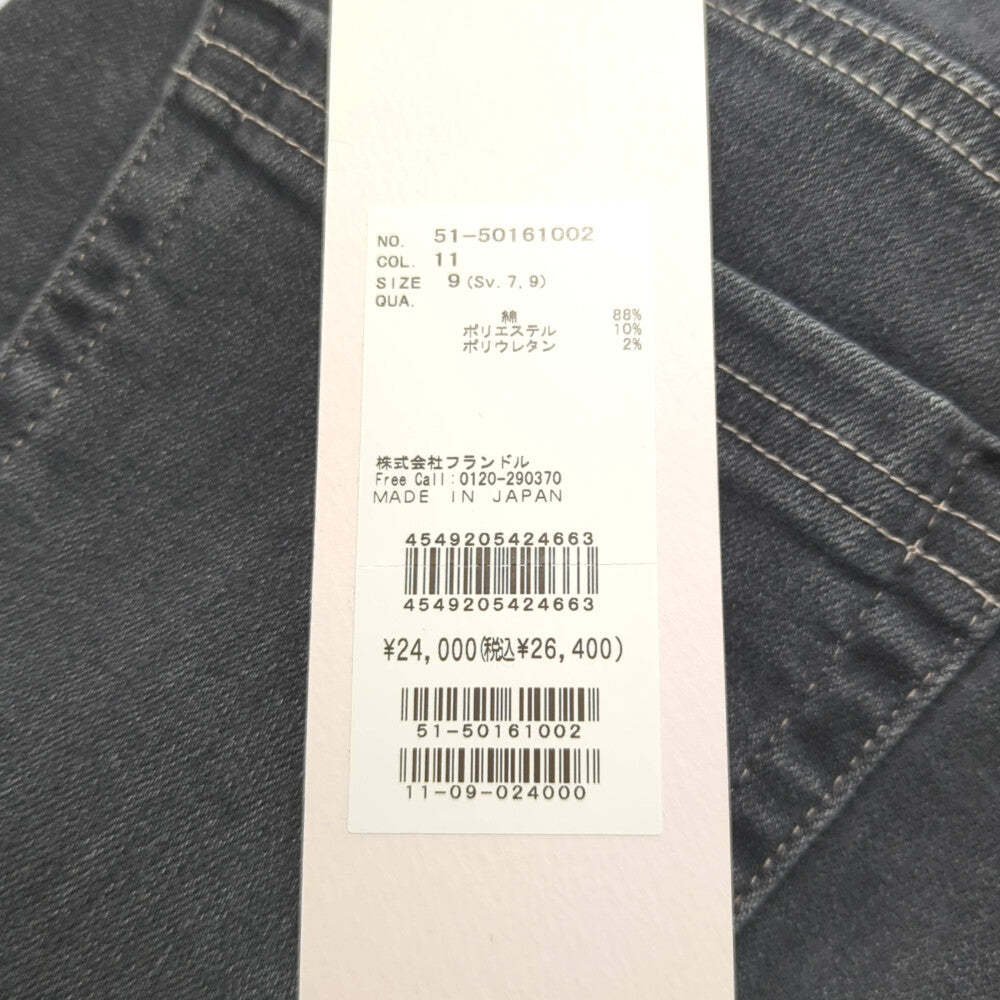 NO. 51-50161002
COL. 11
SIZE 9 (Sv. 7, 9)
QUA.
綿 88%
ポリエステル 10%
ポリウレタン 2%
株式会社フランドル
Free Call:0120-290370
MADE IN JAPAN
4549205424663
4549205424663
¥24,000(税込¥26,400)
51-50161002
11-09-024000